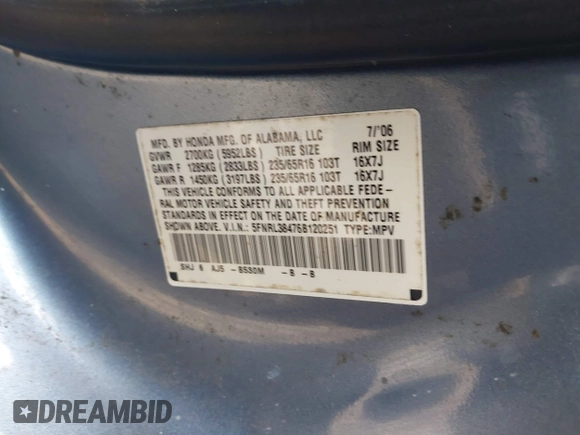 MFD. BY HONDA MFG. OF ALABAMA, LLC 7/'06
GVWR 2700KG (5952LBS) TIRE SIZE RIM SIZE
GAWR F 1285KG (2833LBS) 235/65R16 103T 16X7J
GAWR R 1450KG (3197LBS) 235/65R16 103T 16X7J
THIS VEHICLE CONFORMS TO ALL APPLICABLE FEDE-
RAL MOTOR VEHICLE SAFETY AND THEFT PREVENTION
STANDARDS IN EFFECT ON THE DATE OF MANUFACTURE
SHOWN ABOVE. V.I.N.: 5FNRL38476B120251 TYPE:MPV
SHJ 6 AJ5 -B530M -B -B
DREAMBID